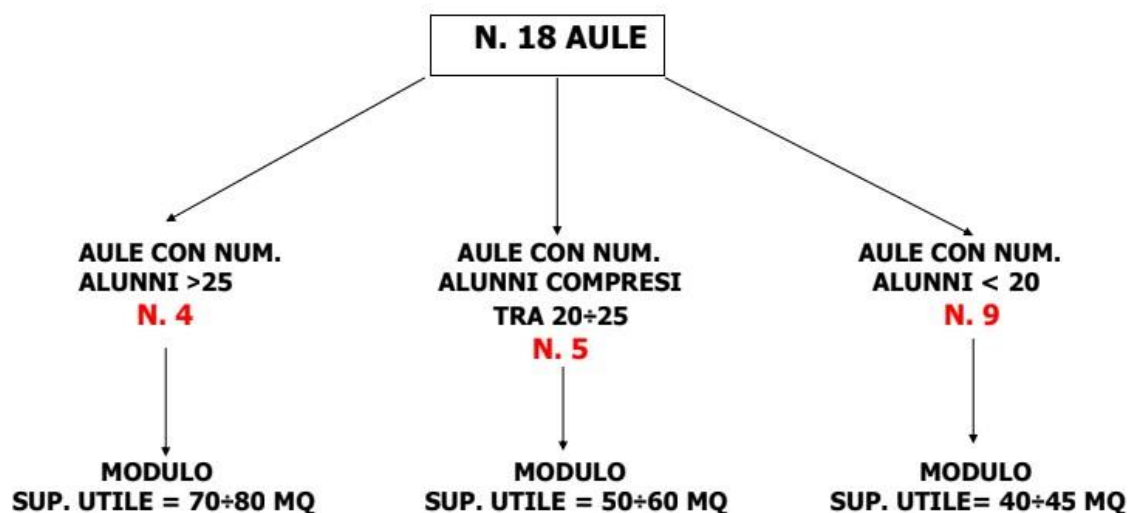 N. 18 AULE
AULE CON NUM.
ALUNNI >25
N. 4
AULE CON NUM.
ALUNNI COMPRESI
TRA 20÷25
N. 5
AULE CON NUM.
ALUNNI < 20
N. 9
MODULO
SUP. UTILE = 70÷80 MQ
MODULO
SUP. UTILE = 50÷60 MQ
MODULO
SUP. UTILE= 40÷45 MQ